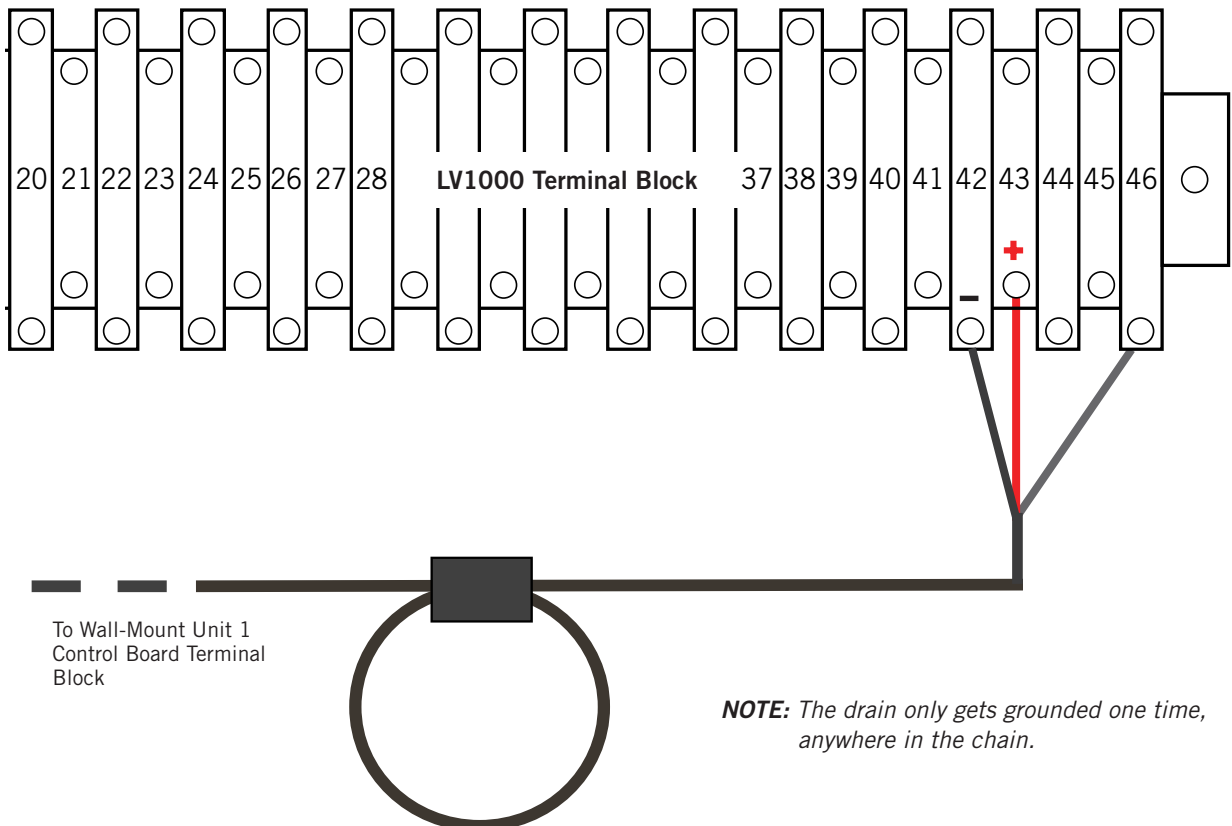 20 21 22 23 24 25 26 27 28 LV1000 Terminal Block 37 38 39 40 41 42 43 44 45 46
+
–
To Wall-Mount Unit 1
Control Board Terminal
Block
NOTE: The drain only gets grounded one time,
anywhere in the chain.